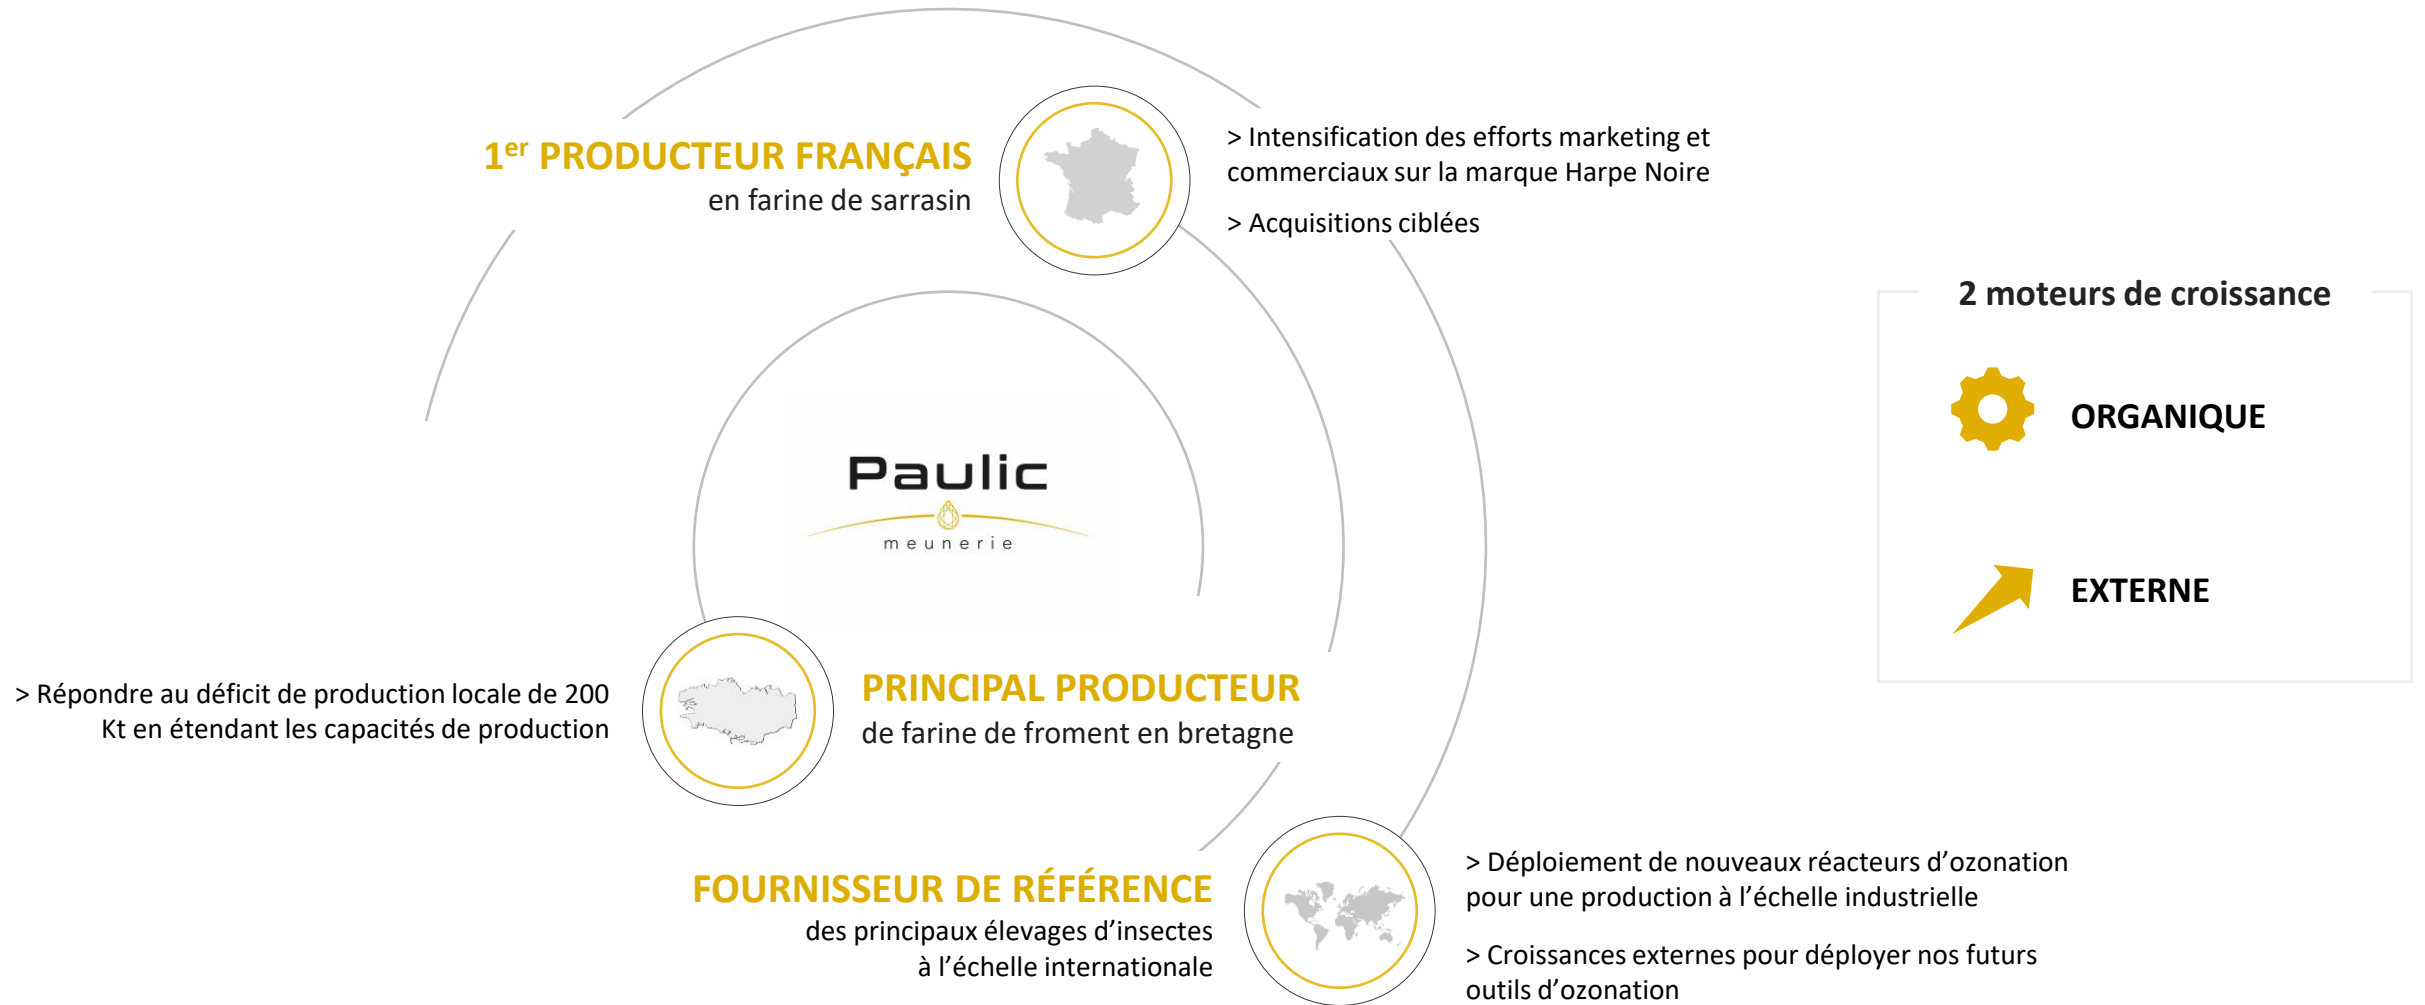 1er PRODUCTEUR FRANÇAIS
en farine de sarrasin
> Intensification des efforts marketing et
commerciaux sur la marque Harpe Noire
> Acquisitions ciblées
2 moteurs de croissance
ORGANIQUE
EXTERNE
Paulic
meunerie
> Répondre au déficit de production locale de 200
Kt en étendant les capacités de production
PRINCIPAL PRODUCTEUR
de farine de froment en bretagne
FOURNISSEUR DE RÉFÉRENCE
des principaux élevages d’insectes
à l’échelle internationale
> Déploiement de nouveaux réacteurs d’ozonation
pour une production à l’échelle industrielle
> Croissances externes pour déployer nos futurs
outils d’ozonation